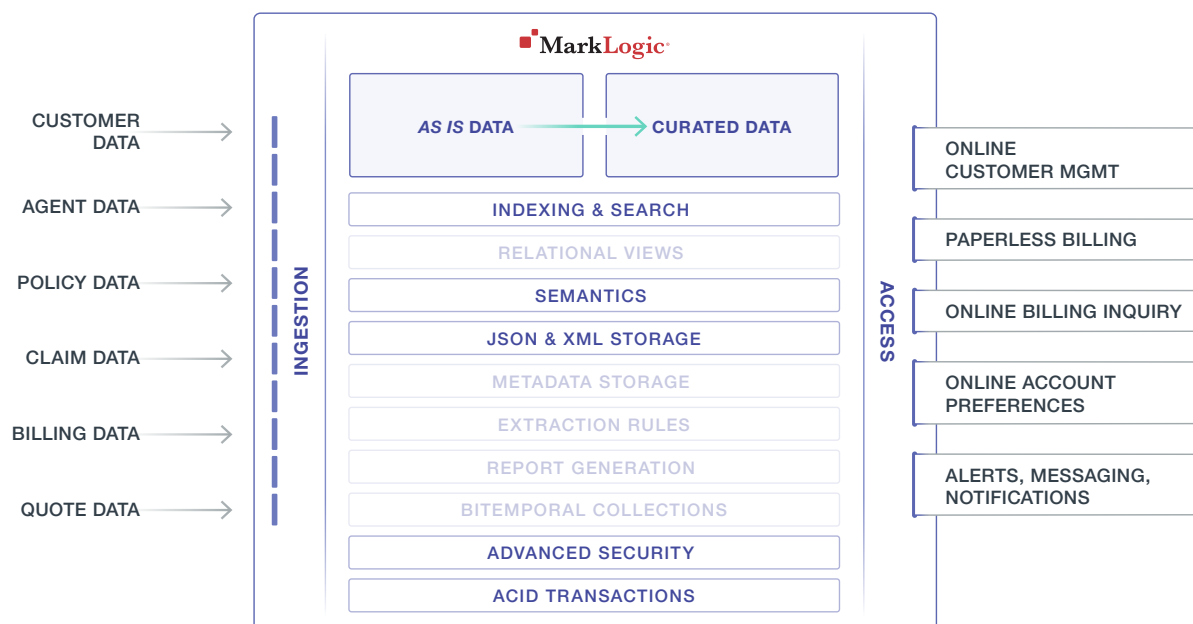 MarkLogic
CUSTOMER
DATA
AGENT DATA
POLICY DATA
CLAIM DATA
BILLING DATA
QUOTE DATA
INGESTION
AS IS DATA
CURATED DATA
INDEXING & SEARCH
RELATIONAL VIEWS
SEMANTICS
JSON & XML STORAGE
METADATA STORAGE
EXTRACTION RULES
REPORT GENERATION
BITEMPORAL COLLECTIONS
ADVANCED SECURITY
ACID TRANSACTIONS
ACCESS
ONLINE
CUSTOMER MGMT
PAPERLESS BILLING
ONLINE BILLING INQUIRY
ONLINE ACCOUNT
PREFERENCES
ALERTS, MESSAGING,
NOTIFICATIONS